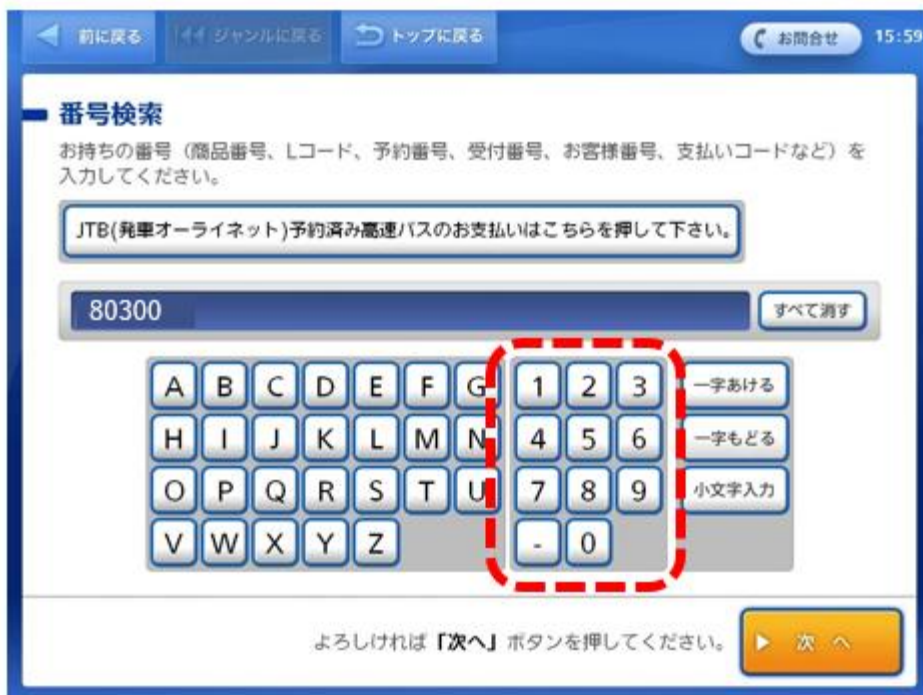 前に戻る ジャンルに戻る トップに戻る お問合せ 15:59
番号検索
お持ちの番号(商品番号、Lコード、予約番号、受付番号、お客様番号、支払いコードなど)を
入力してください。
JTB(発車オーライネット)予約済み高速バスのお支払いはこちらを押して下さい。
80300 すべて消す
A B C D E F G 1 2 3 一字あける
H I J K L M N 4 5 6 一字もどる
O P Q R S T U 7 8 9 小文字入力
V W X Y Z - 0
よろしければ「次へ」ボタンを押してください。 次 へ